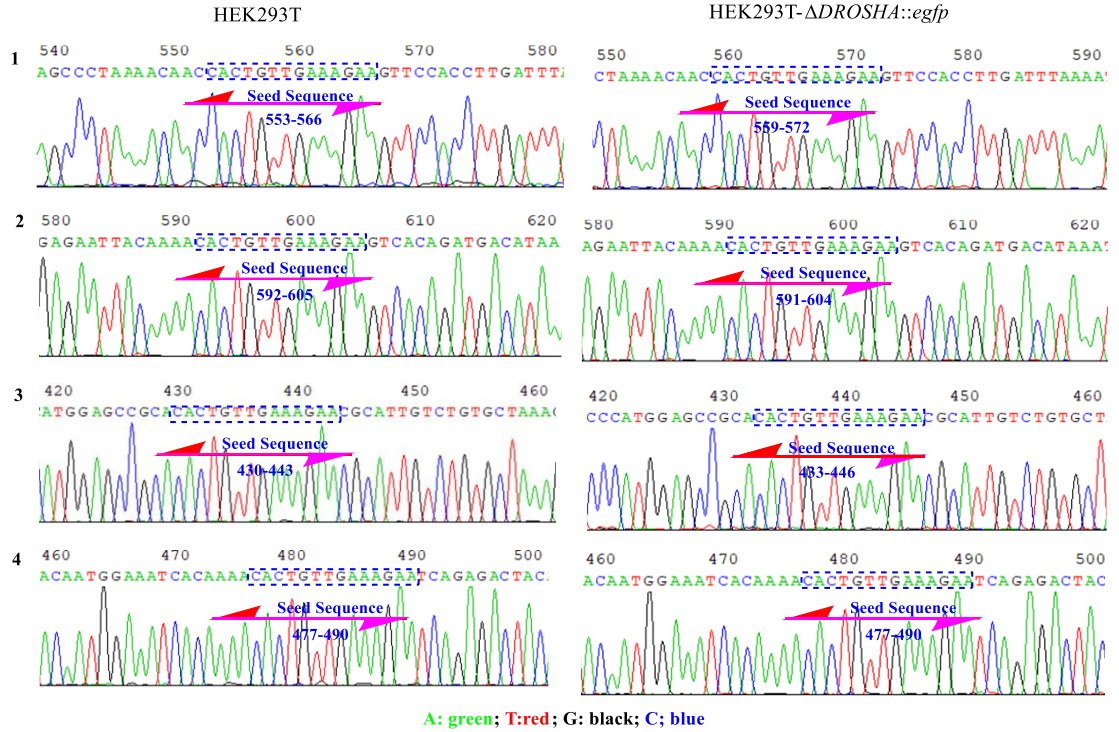 HEK293T
HEK293T-ΔDROSHA::egfp
1
540 550 560 570 580
AGCCCTAAAACAACCACTGTTGAAAGAAGTTCCACCTTGATTTA
Seed Sequence
553-566
550 560 570 580 590
CTAAAACAACCACTGTTGAAAGAAGTTCCACCTTGATTTAAAAT
Seed Sequence
559-572
2
580 590 600 610 620
GAGAATTACAAAACACTGTTGAAAGAAGTCACAGATGACATAAA
Seed Sequence
592-605
580 590 600 610 620
AGAATTACAAAACACTGTTGAAAGAAGTCACAGATGACATAAAT
Seed Sequence
591-604
3
420 430 440 450 460
ATGGAGCCGCACACTGTTGAAAGAACGCATTGTCTGTGCTAAAG
Seed Sequence
430-443
420 430 440 450 460
CCCATGGAGCCGCACACTGTTGAAAGAACGCATTGTCTGTGCT
Seed Sequence
433-446
4
460 470 480 490 500
ACAATGGAAATCACAAAACACTGTTGAAAGAATCAGAGACTAC
Seed Sequence
477-490
460 470 480 490 500
ACAATGGAAATCACAAAACACTGTTGAAAGAATCAGAGACTAC
Seed Sequence
477-490
A: green; T:red; G: black; C; blue